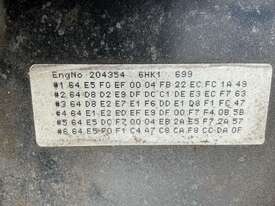 EngNo 204354 6HK1 699
#1 64 E5 F0 EF 00 04 FB 22 EC FC 1A 49
#2 64 D8 D2 E9 DF DC C1 DE E3 EC F7 63
#3 64 D8 E2 E7 E1 F6 DD E1 08 F1 FC 47
#4 64 E1 E2 ED EF E9 DF 00 F7 F4 0B 5B
#5 64 E5 DC F7 00 04 EB 2A E5 F7 2A 57
#6 64 E5 F0 F1 C4 A7 C8 CA F8 CC DA 0F